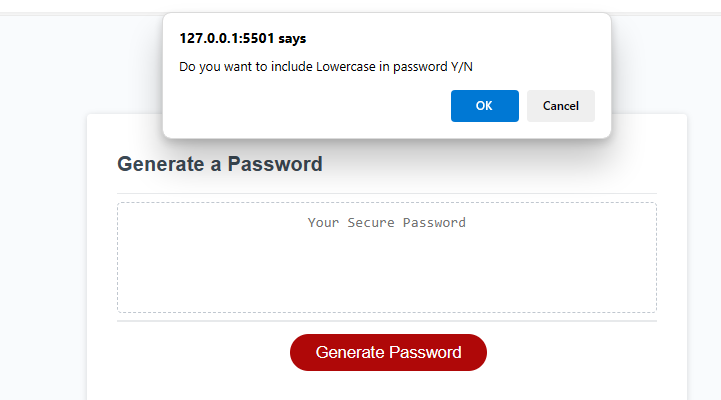 127.0.0.1:5501 says
Do you want to include Lowercase in password Y/N
OK Cancel
Generate a Password
Your Secure Password
Generate Password